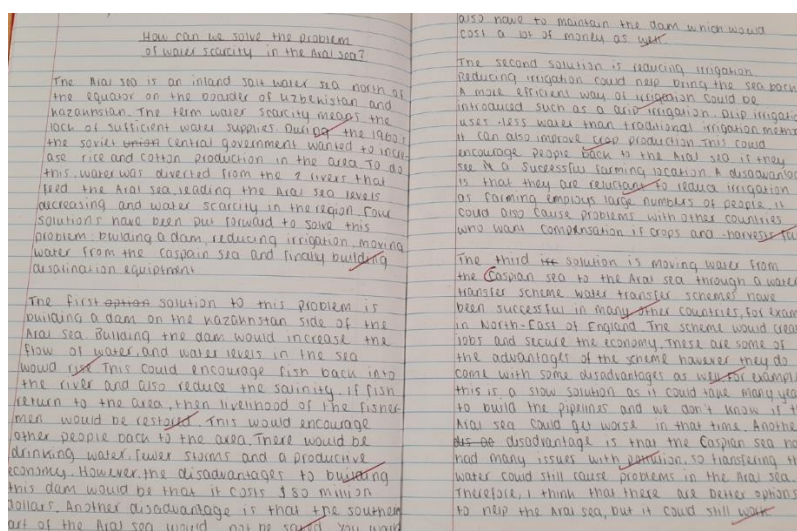 How can we solve the problem
of water scarcity in the Aral sea?
The Aral sea is an inland salt water sea north of
the equator on the boarder of Uzbekistan and
Kazakhstan. The term water scarcity means the
lack of sufficient water supplies. During the 1960s
the soviet union central government wanted to incre-
ase rice and cotton production in the area. To do
this, water was diverted from the 2 rivers that
feed the Aral sea, leading the Aral sea levels
decreasing and water scarcity in the region. Four
solutions have been put forward to solve this
problem: building a dam, reducing irrigation, moving
water from the caspain sea and finally building
desalination equiptment
The first option solution to this problem is
building a dam on the Kazakhstan side of the
Aral sea. Building the dam would increase the
flow of water, and water levels in the sea
would rise. This could encourage fish back into
the river and also reduce the salinity. If fish
return to the area, then livelihood of the fisher-
men would be restored. This would encourage
other people back to the area. There would be
drinking water, fewer storms and a productive
economy. However, the disadvantages to building
this dam would be that it costs $80 million
dollars. Another disadvantage is that the southern
art of the Aral sea would not be saved. You woul
also have to maintain the dam which would
cost a lot of money as well.
The second solution is reducing irrigation.
Reducing irrigation could help bring the sea back
A more efficient way of irrigation could be
introduced such as a drip irrigation. Drip irrigatio
uses less water than traditional irrigation metho
it can also improve crop production This could
encourage people back to the Aral sea if they
see it a successful farming location. A disadvantag
is that they are reluctant to reduce irrigation
as farming employs large numbers of people. it
could also cause problems with other countries
who want compensation if crops and harvests fai
The third solution is moving water from
the Caspian sea to the Aral sea through a water
transfer scheme. water transfer schemes have
been successful in many other countries, for exam
in North-East of England. The scheme would creat
jobs and secure the economy. These are some of
the advantages of the scheme however they do
come with some disadvantages as well. For example
this is a slow solution as it could take many year
to build the pipelines and we don't know if t
Aral sea could get worse in that time. Anothe
disadvantage is that the Caspian sea ha
had many issues with pollution, so transfering th
water could still cause problems in the Aral sea.
Therefore, I think that there are better options
to help the Aral sea, but it could still work